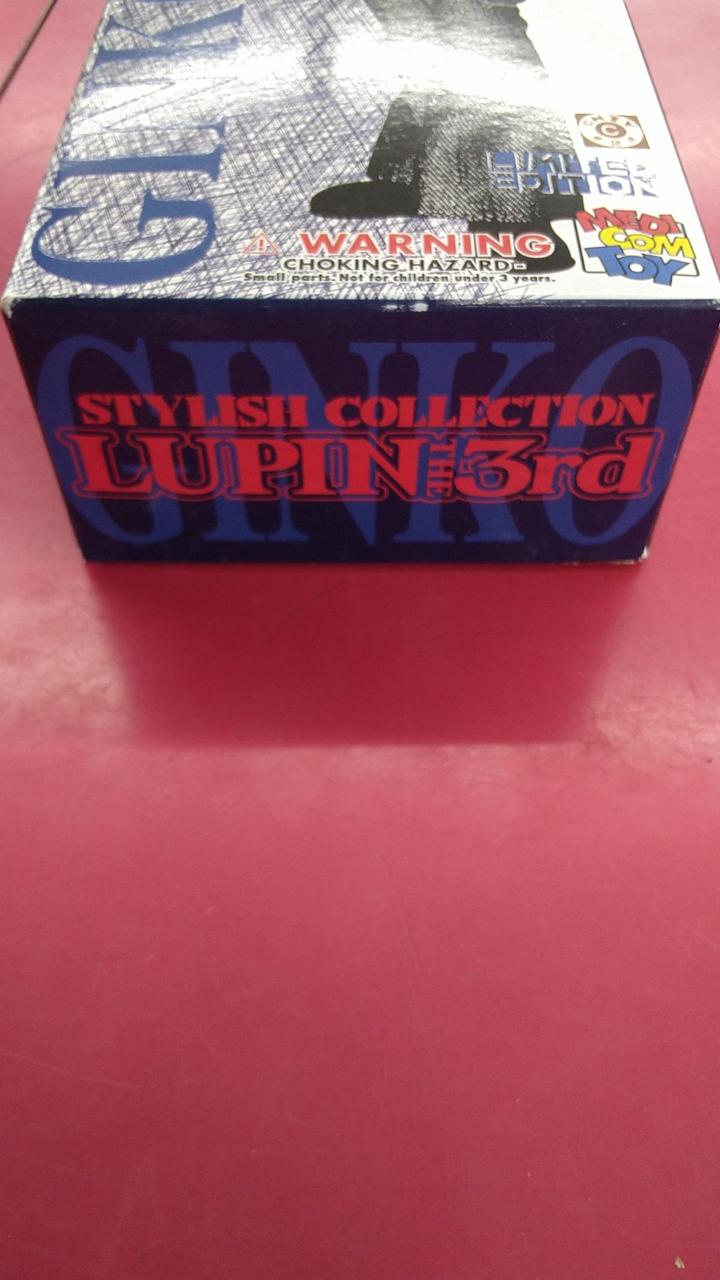 GINKO
LIMITED
EDITION
MEDI
COM
TOY
WARNING
CHOKING HAZARD-
Small parts. Not for children under 3 years.
GINKO
STYLISH COLLECTION
LUPIN THE 3rd